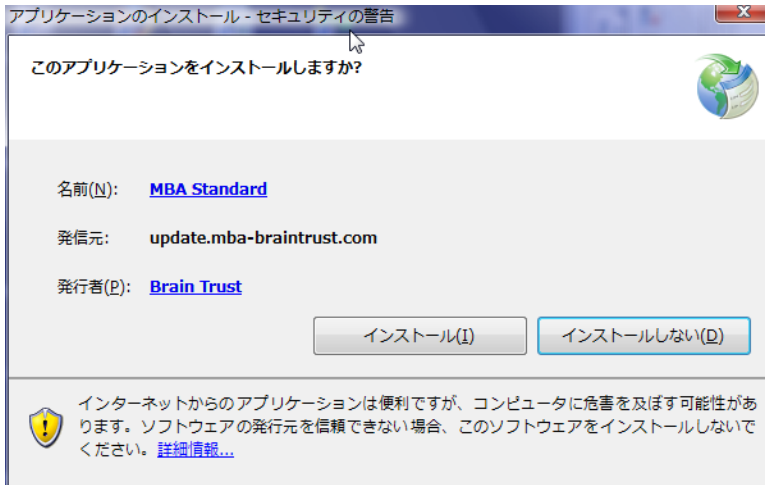 アプリケーションのインストール - セキュリティの警告
このアプリケーションをインストールしますか?
名前(N): MBA Standard
発信元: update.mba-braintrust.com
発行者(P): Brain Trust
インストール(I) インストールしない(D)
インターネットからのアプリケーションは便利ですが、コンピュータに危害を及ぼす可能性があ
ります。ソフトウェアの発行元を信頼できない場合、このソフトウェアをインストールしないで
ください。詳細情報...